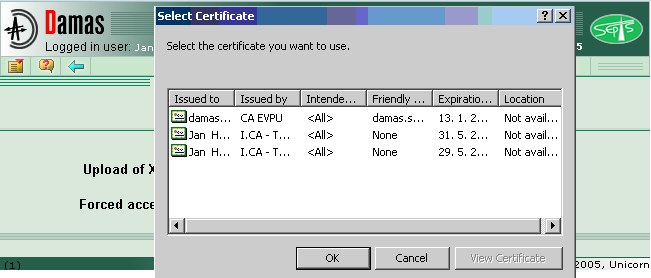 Damas
Logged in user: Jan
Select Certificate
Select the certificate you want to use.
Issued to Issued by Intende... Friendly ... Expiratio... Location
damas... CA EVPU <All> damas.s... 13. 1. 2... Not avail...
Jan H... I.CA - T... <All> None 31. 5. 2... Not avail...
Jan H... I.CA - T... <All> None 29. 5. 2... Not avail...
OK Cancel View Certificate
SEPS
5
Upload of X
Forced acce
(1)
2005, Unicorn